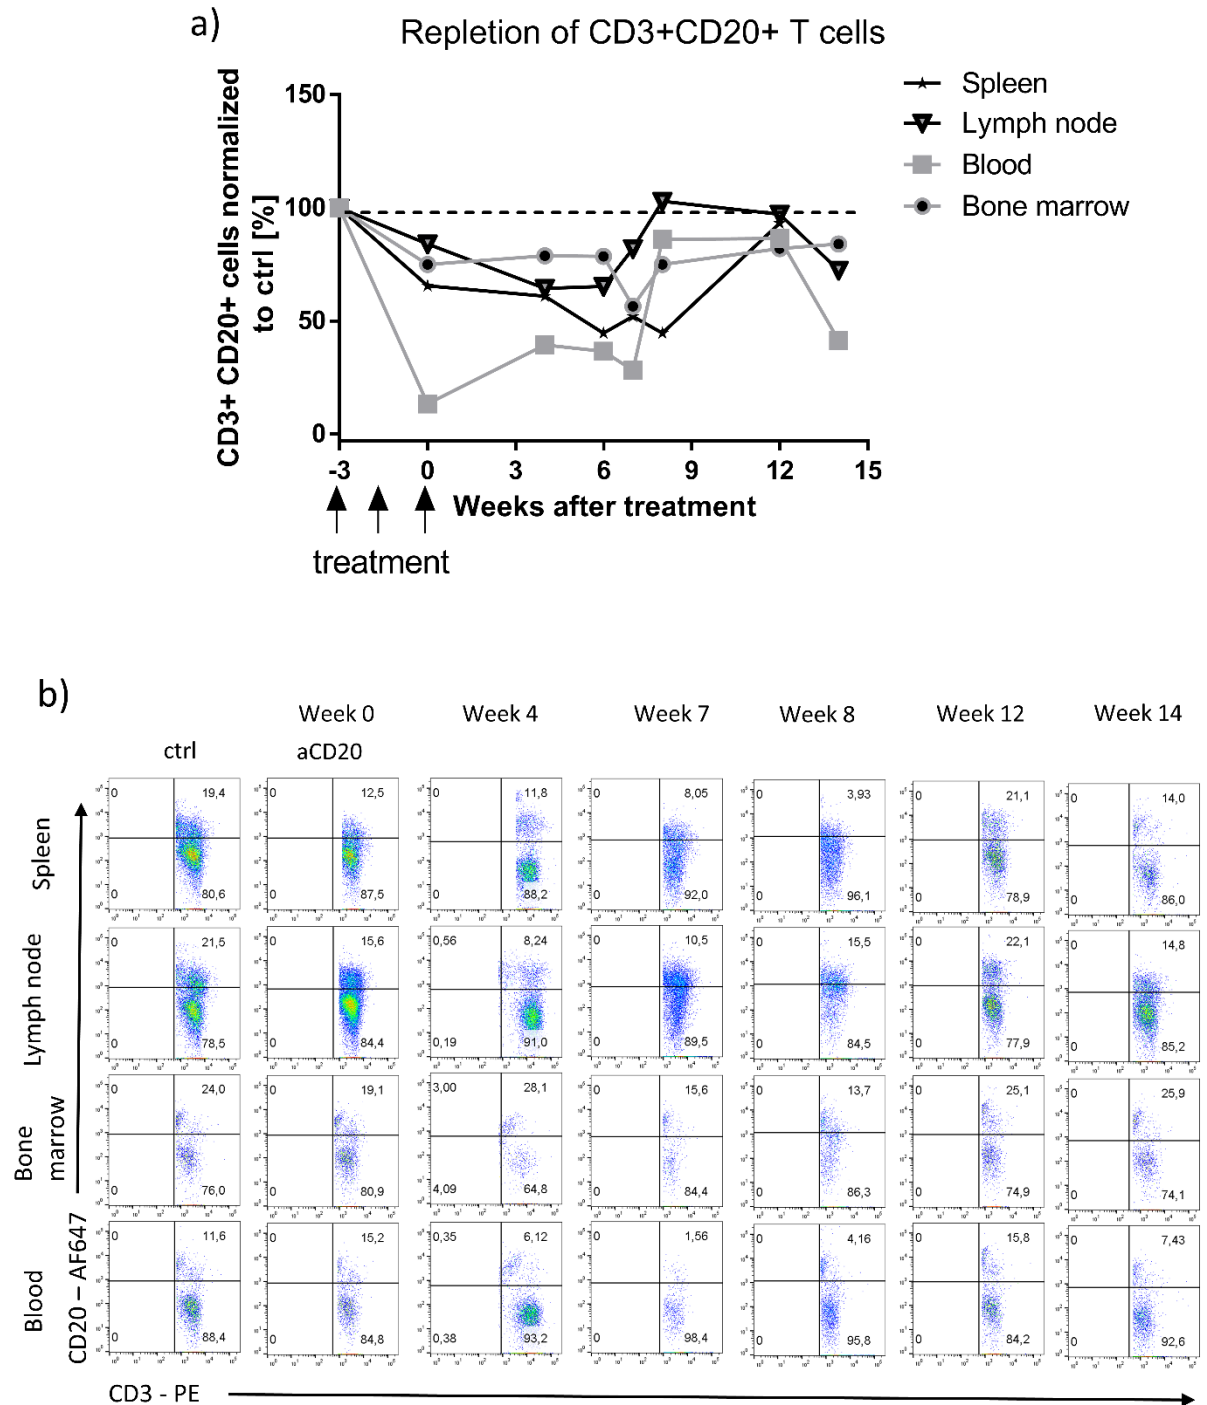 a)
Repletion of CD3+CD20+ T cells
CD3+ CD20+ cells normalized
to ctrl [%]
150
100
50
0
-3 0 3 6 9 12 15
Weeks after treatment
treatment
Spleen
Lymph node
Blood
Bone marrow
b)
Week 0 Week 4 Week 7 Week 8 Week 12 Week 14
ctrl aCD20
Spleen
0 19,4 0 12,5 0 11,8 0 8,05 0 3,93 0 21,1 0 14,0
0 80,6 0 87,5 0 88,2 0 92,0 0 96,1 0 78,9 0 86,0
Lymph node
0 21,5 0 15,6 0,56 8,24 0 10,5 0 15,5 0 22,1 0 14,8
0 78,5 0 84,4 0,19 91,0 0 89,5 0 84,5 0 77,9 0 85,2
Bone
marrow
0 24,0 0 19,1 3,00 28,1 0 15,6 0 13,7 0 25,1 0 25,9
0 76,0 0 80,9 4,09 64,8 0 84,4 0 86,3 0 74,9 0 74,1
Blood
0 11,6 0 15,2 0,35 6,12 0 1,56 0 4,16 0 15,8 0 7,43
0 88,4 0 84,8 0,38 93,2 0 98,4 0 95,8 0 84,2 0 92,6
CD20 – AF647
CD3 - PE